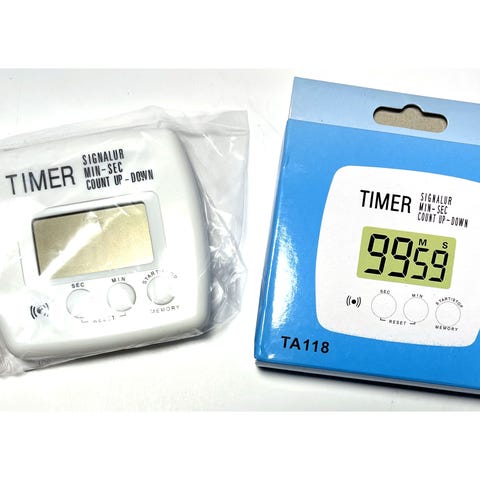 TIMER
SIGNALUR
MIN-SEC
COUNT UP-DOWN
SEC
MIN
START/STOP
RESET
MEMORY
TIMER
SIGNALUR
MIN-SEC
COUNT UP-DOWN
M S
9959
SEC
MIN
START/STOP
RESET
MEMORY
TA118